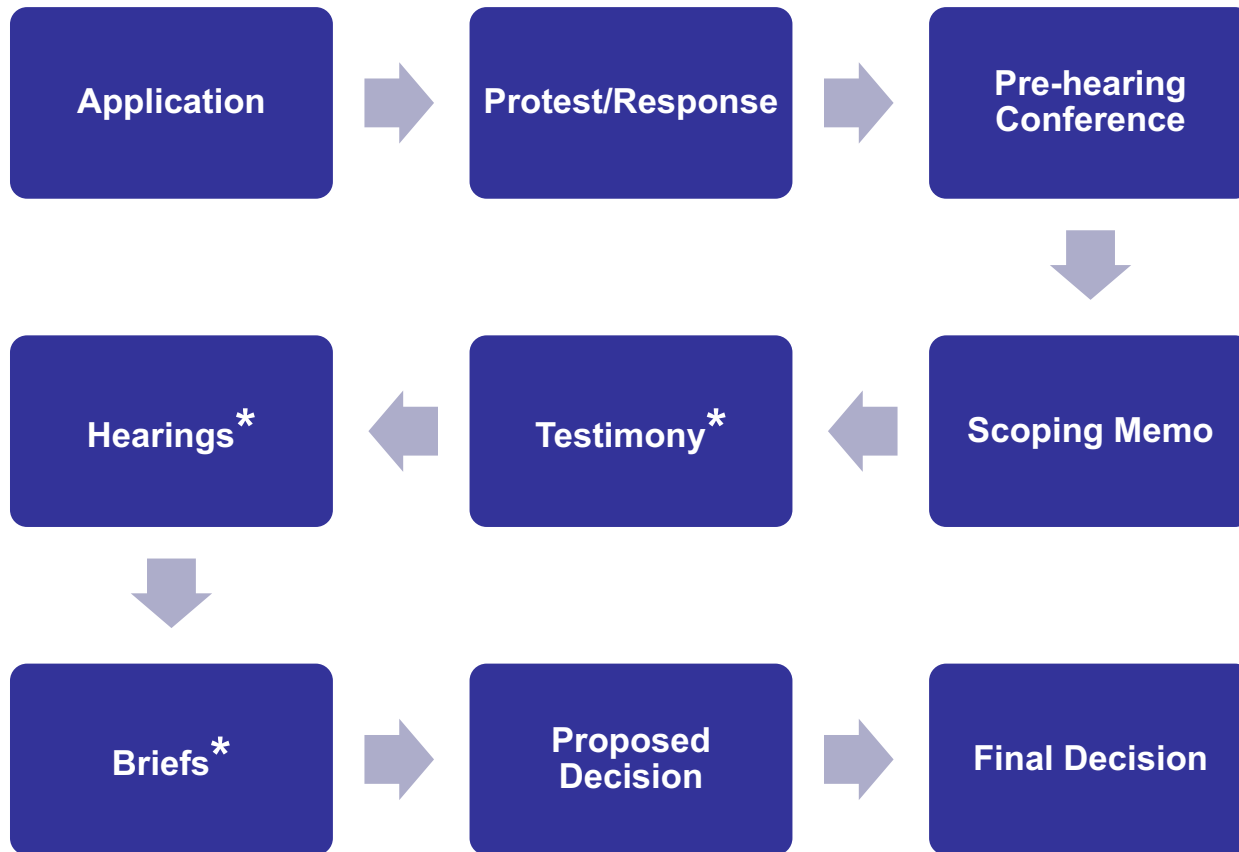 Application
Protest/Response
Pre-hearing
Conference
Scoping Memo
Testimony*
Hearings*
Briefs*
Proposed
Decision
Final Decision